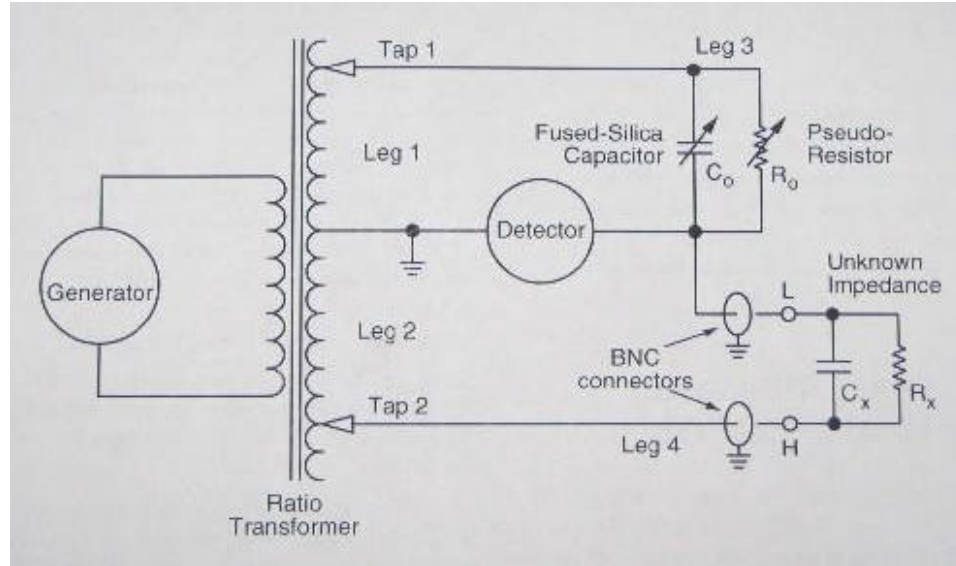 Tap 1
Leg 3
Leg 1
Fused-Silica
Capacitor
C₀
R₀
Pseudo-
Resistor
Detector
Generator
Unknown
Impedance
L
Leg 2
BNC
connectors
Cₓ
Rₓ
Tap 2
Leg 4
H
Ratio
Transformer